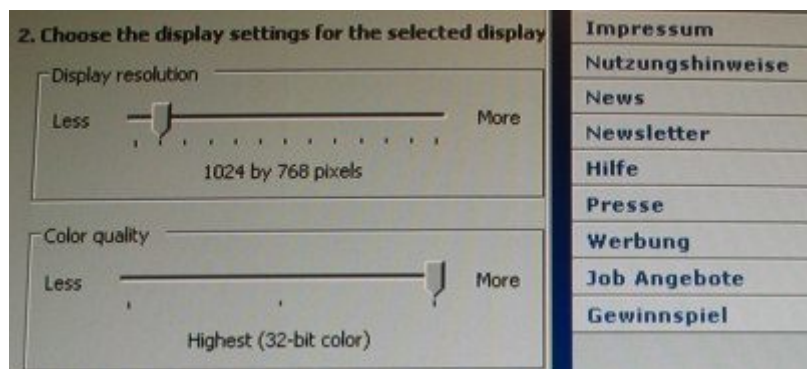 2. Choose the display settings for the selected display
Display resolution
Less
More
1024 by 768 pixels
Color quality
Less
More
Highest (32-bit color)
Impressum
Nutzungshinweise
News
Newsletter
Hilfe
Presse
Werbung
Job Angebote
Gewinnspiel